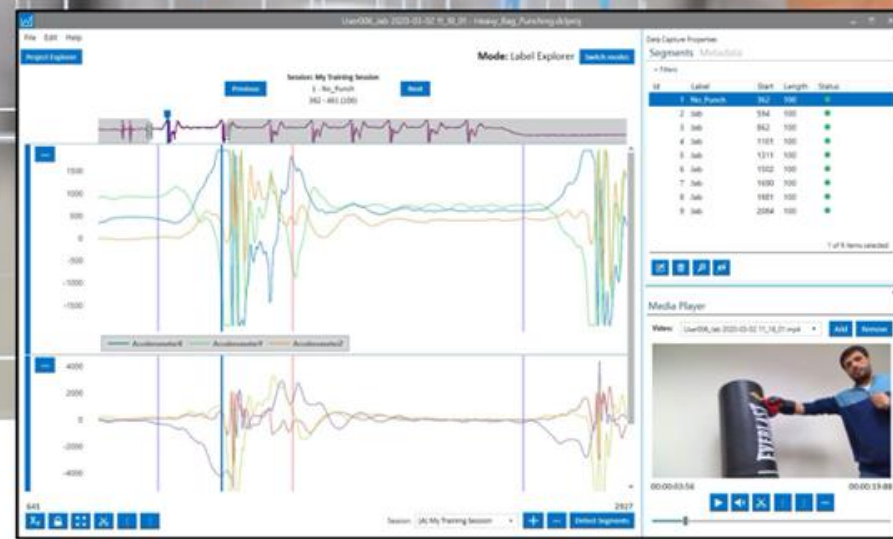 User006_Jab 2020-03-02 11_18_01 - Heavy_Bag_Punching.dclproj
File Edit Help
Project Explorer
Mode: Label Explorer
Switch modes
Session: My Training Session
Previous
1 - No_Punch
Next
362 - 461 (100)
1500
1000
500
0
-500
-1000
-1500
AccelerometerX AccelerometerY AccelerometerZ
4000
2000
0
-2000
-4000
641
2927
Session: (A) My Training Session
Detect Segments
Data Capture Properties
Segments Metadata
Filters
Id Label Start Length Status
1 No_Punch 362 100
2 Jab 594 100
3 Jab 862 100
4 Jab 1101 100
5 Jab 1311 100
6 Jab 1502 100
7 Jab 1690 100
8 Jab 1881 100
9 Jab 2064 100
1 of 9 items selected
Media Player
Video: User006_Jab 2020-03-02 11_18_01.mp4
Add Remove
EVERLAST
00:00:03:56
00:00:19:88